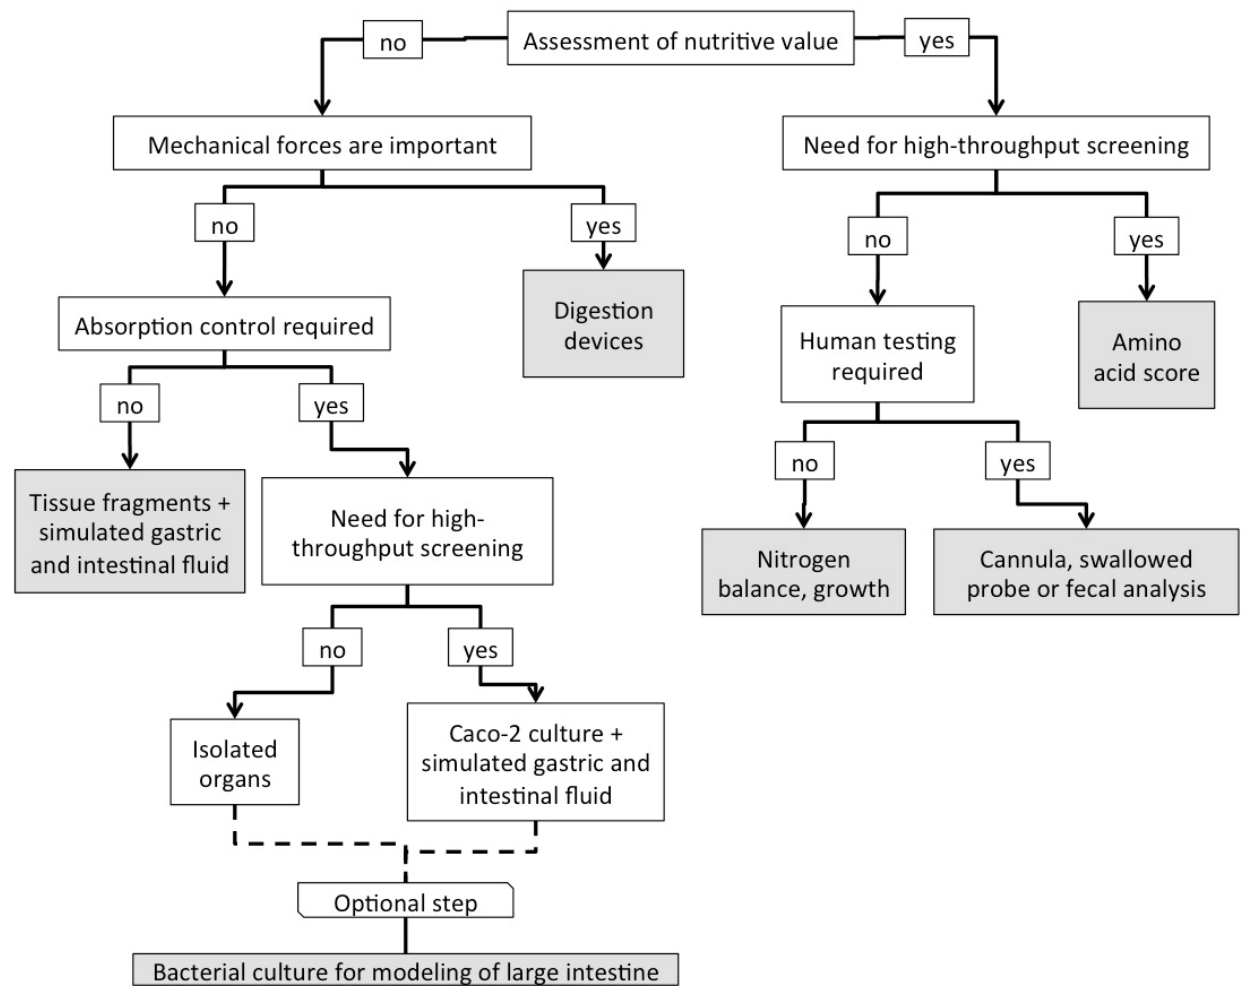 no
Assessment of nutritive value
yes
Mechanical forces are important
Need for high-throughput screening
no
yes
no
yes
Absorption control required
Digestion
devices
Human testing
required
Amino
acid score
no
yes
no
yes
Tissue fragments +
simulated gastric
and intestinal fluid
Need for high-
throughput screening
Nitrogen
balance, growth
Cannula, swallowed
probe or fecal analysis
no
yes
Isolated
organs
Caco-2 culture +
simulated gastric and
intestinal fluid
Optional step
Bacterial culture for modeling of large intestine